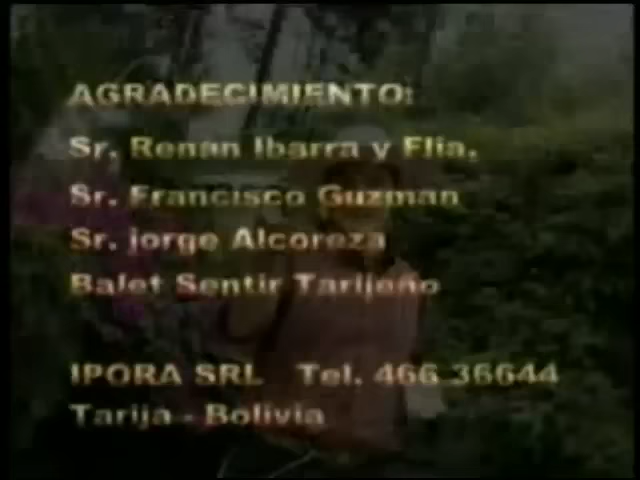 AGRADECIMIENTO:
Sr. Renan Ibarra y Flia.
Sr. Francisco Guzman
Sr. jorge Alcoreza
Balet Sentir Tarijeño
IPORA SRL Tel. 466 36644
Tarija - Bolivia